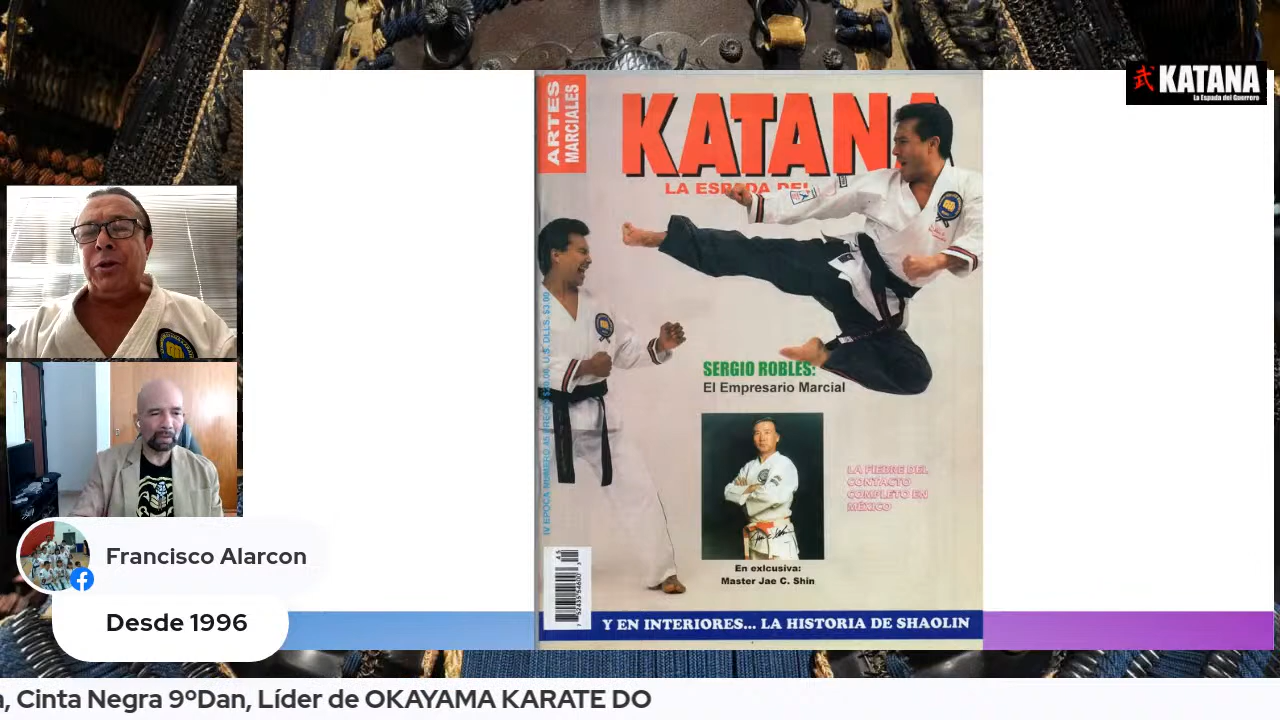 武 KATANA
La Espada del Guerrero
ARTES
MARCIALES
KATANA
LA ESPADA DEL
SERGIO ROBLES:
El Empresario Marcial
LA FIEBRE DEL
CONTACTO
COMPLETO EN
MÉXICO
En exlcusiva:
Master Jae C. Shin
Y EN INTERIORES... LA HISTORIA DE SHAOLIN
Francisco Alarcon
Desde 1996
, Cinta Negra 9ºDan, Líder de OKAYAMA KARATE DO